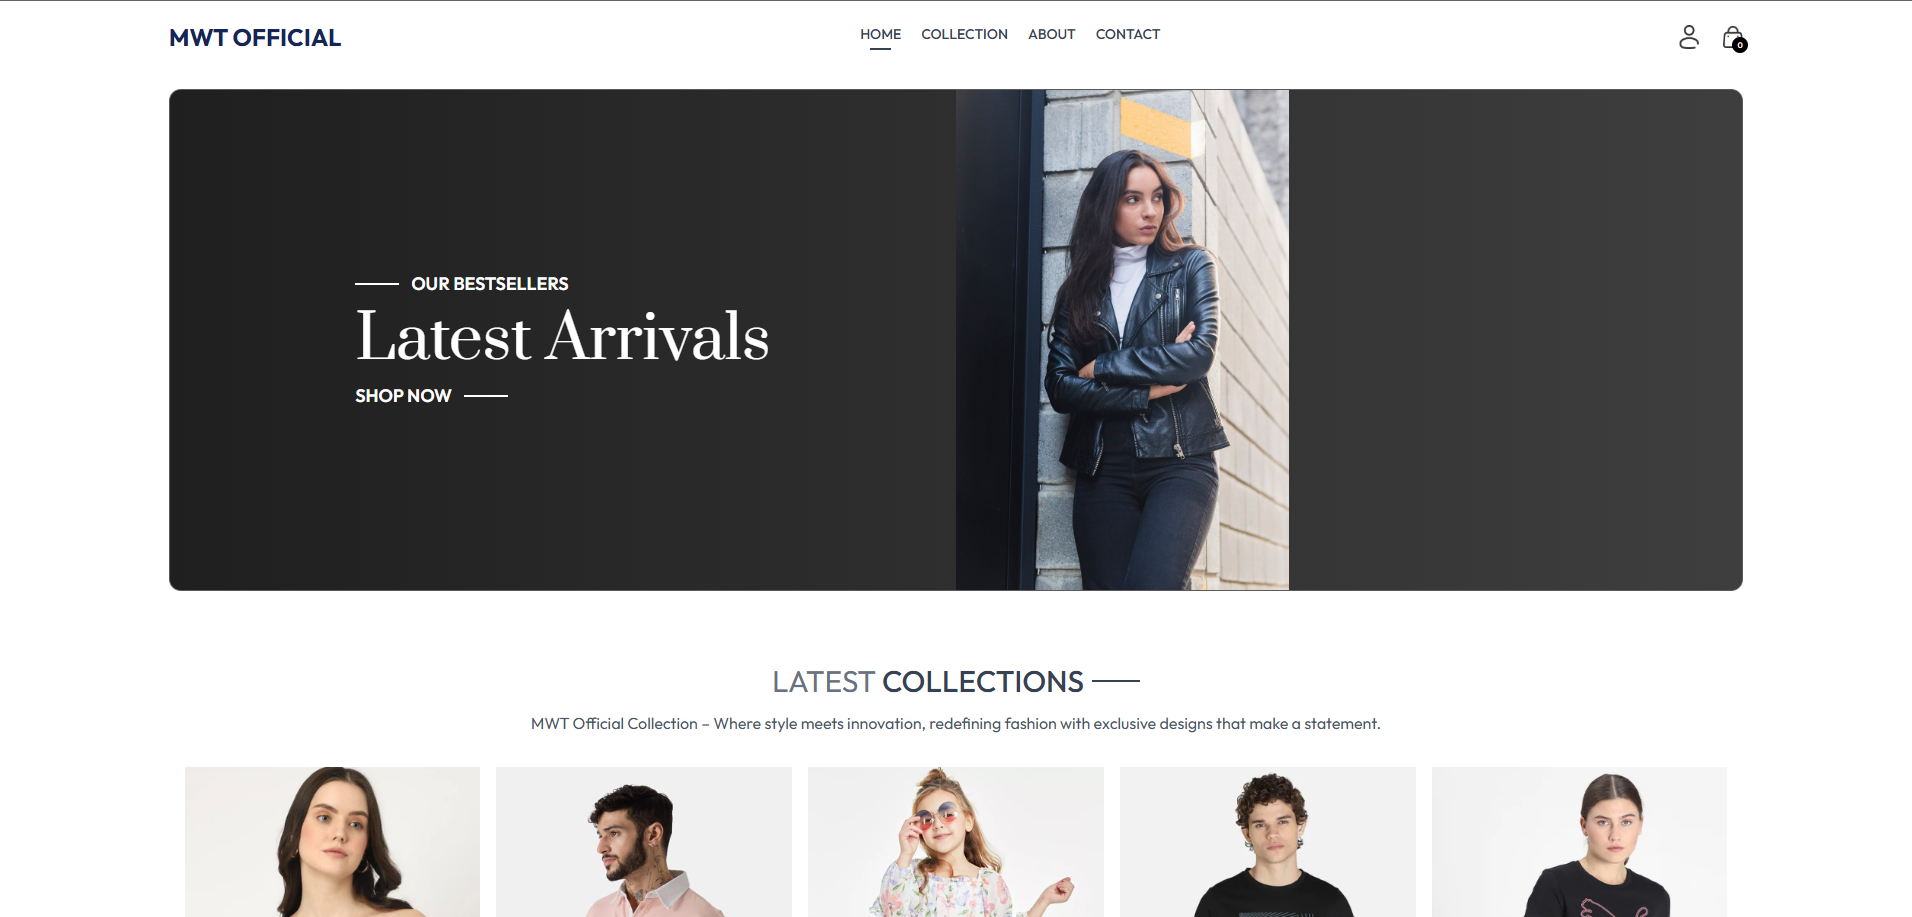 MWT OFFICIAL
HOME COLLECTION ABOUT CONTACT
0
OUR BESTSELLERS
Latest Arrivals
SHOP NOW
LATEST COLLECTIONS
MWT Official Collection – Where style meets innovation, redefining fashion with exclusive designs that make a statement.